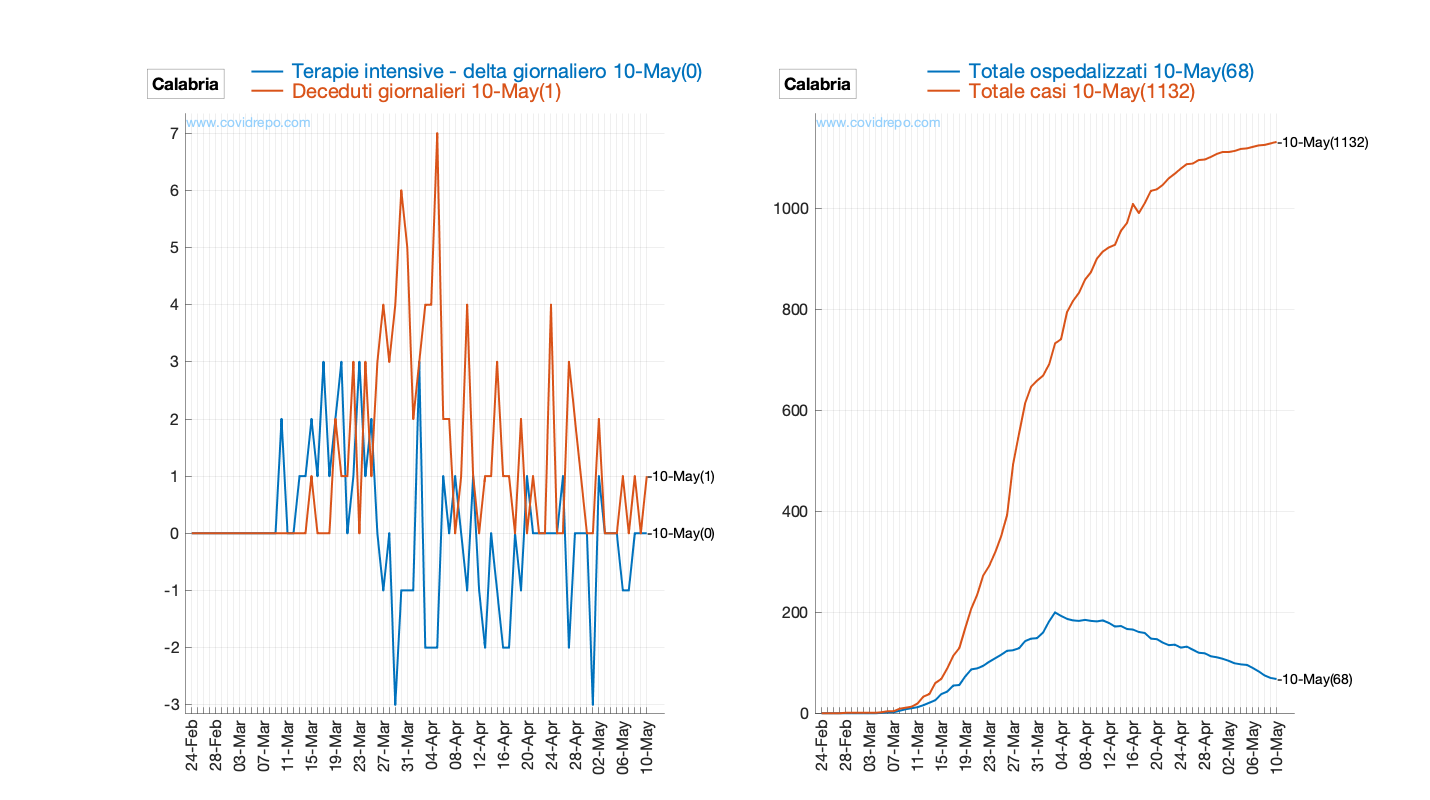 Calabria
Terapie intensive - delta giornaliero 10-May(0)
Deceduti giornalieri 10-May(1)
www.covidrepo.com
7
6
5
4
3
2
1
0
-1
-2
-3
-10-May(1)
-10-May(0)
24-Feb
28-Feb
03-Mar
07-Mar
11-Mar
15-Mar
19-Mar
23-Mar
27-Mar
31-Mar
04-Apr
08-Apr
12-Apr
16-Apr
20-Apr
24-Apr
28-Apr
02-May
06-May
10-May
Calabria
Totale ospedalizzati 10-May(68)
Totale casi 10-May(1132)
www.covidrepo.com
1000
800
600
400
200
0
-10-May(1132)
-10-May(68)
24-Feb
28-Feb
03-Mar
07-Mar
11-Mar
15-Mar
19-Mar
23-Mar
27-Mar
31-Mar
04-Apr
08-Apr
12-Apr
16-Apr
20-Apr
24-Apr
28-Apr
02-May
06-May
10-May